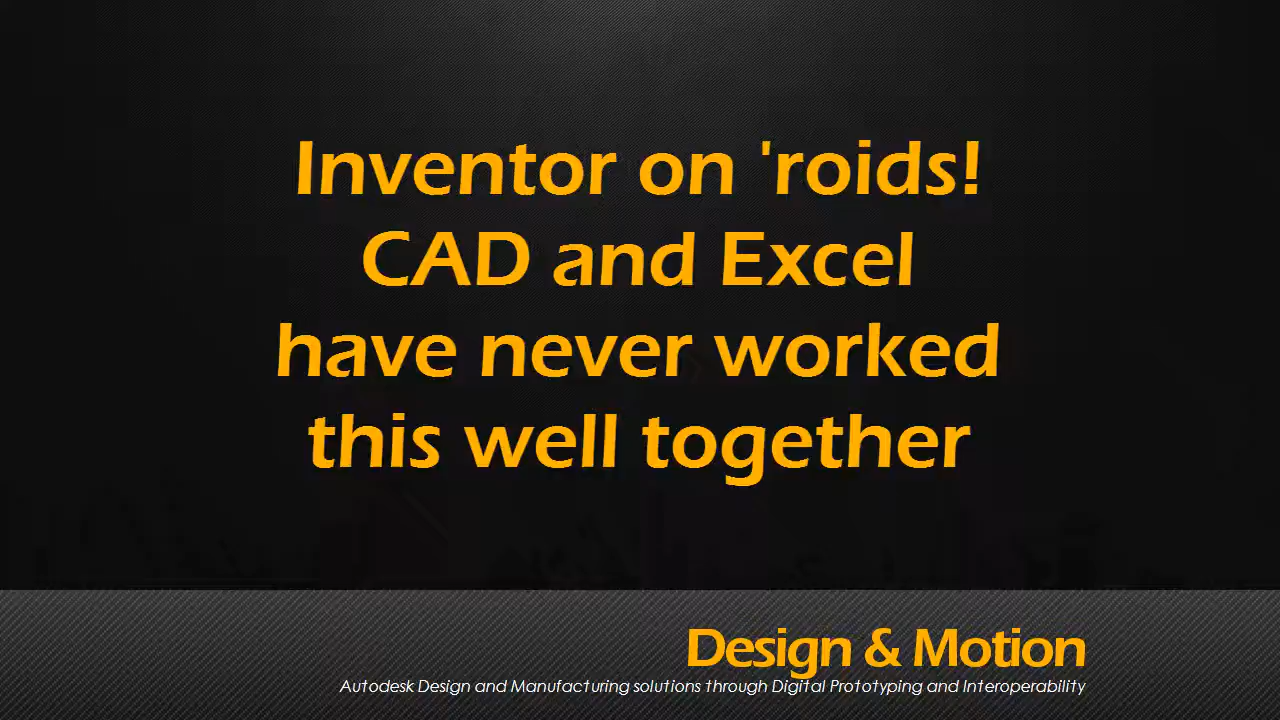 Inventor on 'roids!
CAD and Excel
have never worked
this well together
Design & Motion
Autodesk Design and Manufacturing solutions through Digital Prototyping and Interoperability